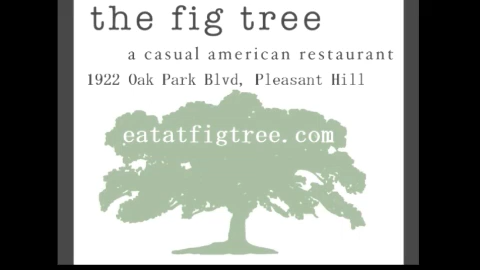 the fig tree
a casual american restaurant
1922 Oak Park Blvd, Pleasant Hill
eatatfigtree.com